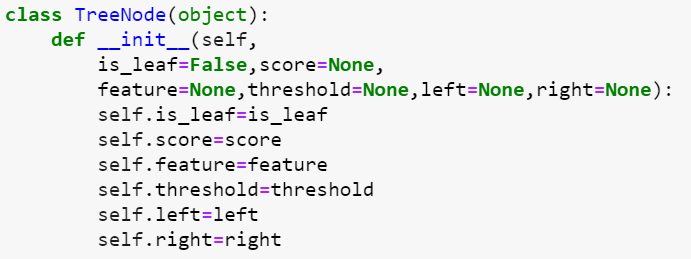 class TreeNode(object):
    def __init__(self,
        is_leaf=False,score=None,
        feature=None,threshold=None,left=None,right=None):
        self.is_leaf=is_leaf
        self.score=score
        self.feature=feature
        self.threshold=threshold
        self.left=left
        self.right=right